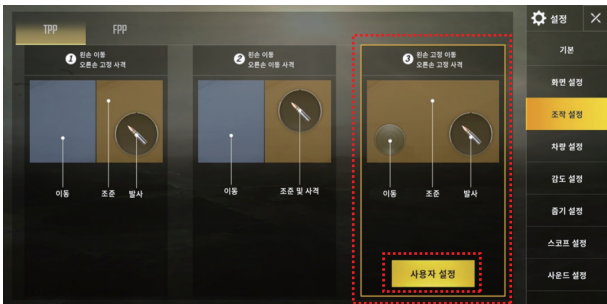 TPP
FPP
1 왼손 이동
오른손 고정 사격
이동
조준
발사
2 왼손 이동
오른손 이동 사격
이동
조준 및 사격
3 왼손 고정 이동
오른손 고정 사격
이동
조준
발사
사용자 설정
설정
기본
화면 설정
조작 설정
차량 설정
감도 설정
줍기 설정
스코프 설정
사운드 설정